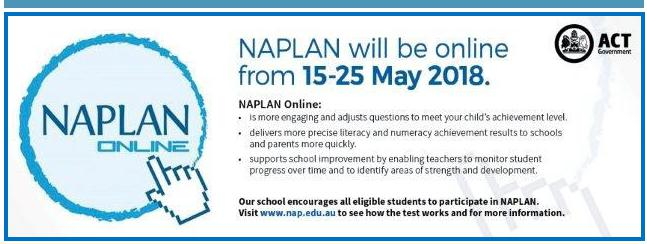 NAPLAN
ONLINE
NAPLAN will be online
from 15-25 May 2018.
ACT
Government
NAPLAN Online:
• is more engaging and adjusts questions to meet your child's achievement level.
• delivers more precise literacy and numeracy achievement results to schools
and parents more quickly.
• supports school improvement by enabling teachers to monitor student
progress over time and to identify areas of strength and development.
Our school encourages all eligible students to participate in NAPLAN.
Visit www.nap.edu.au to see how the test works and for more information.